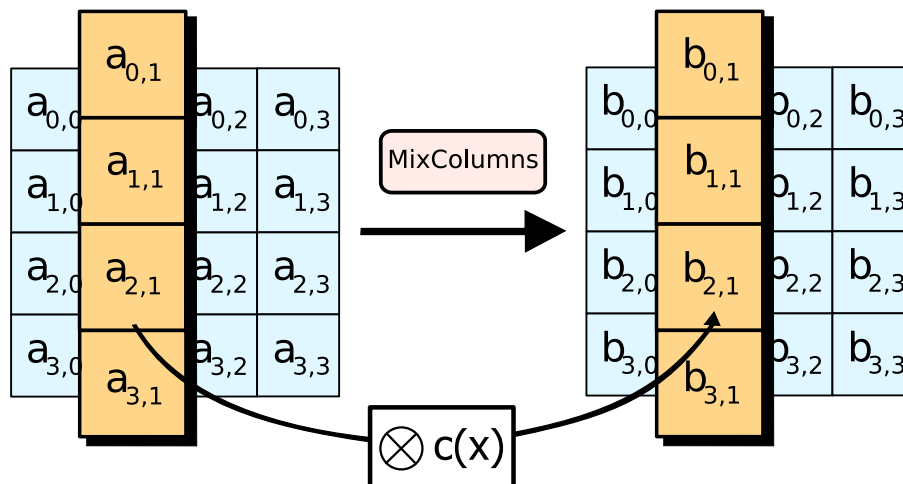 a0,1 b0,1
a0,0 a0,2 a0,3 b0,0 b0,2 b0,3
MixColumns
a1,1 b1,1
a1,0 a1,2 a1,3 b1,0 b1,2 b1,3
a2,1 b2,1
a2,0 a2,2 a2,3 b2,0 b2,2 b2,3
a3,0 a3,2 a3,3 b3,0 b3,2 b3,3
a3,1 b3,1
⊗ c(x)